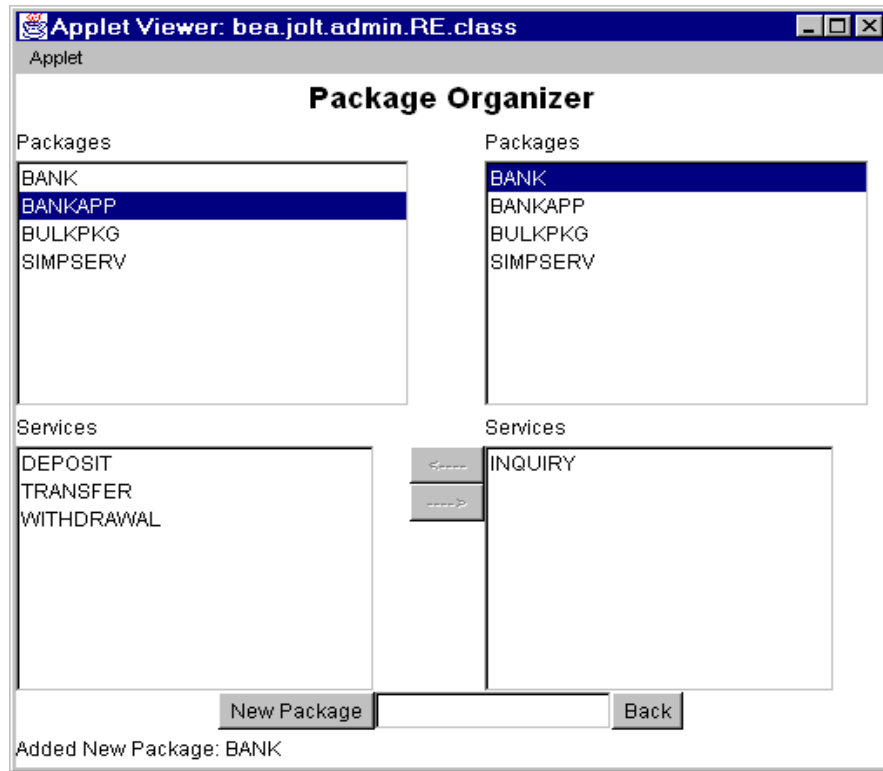 Applet Viewer: bea.jolt.admin.RE.class
Applet
Package Organizer
Packages
BANK
BANKAPP
BULKPKG
SIMPSERV
Packages
BANK
BANKAPP
BULKPKG
SIMPSERV
Services
DEPOSIT
TRANSFER
WITHDRAWAL
<----
---->
Services
INQUIRY
New Package
Back
Added New Package: BANK